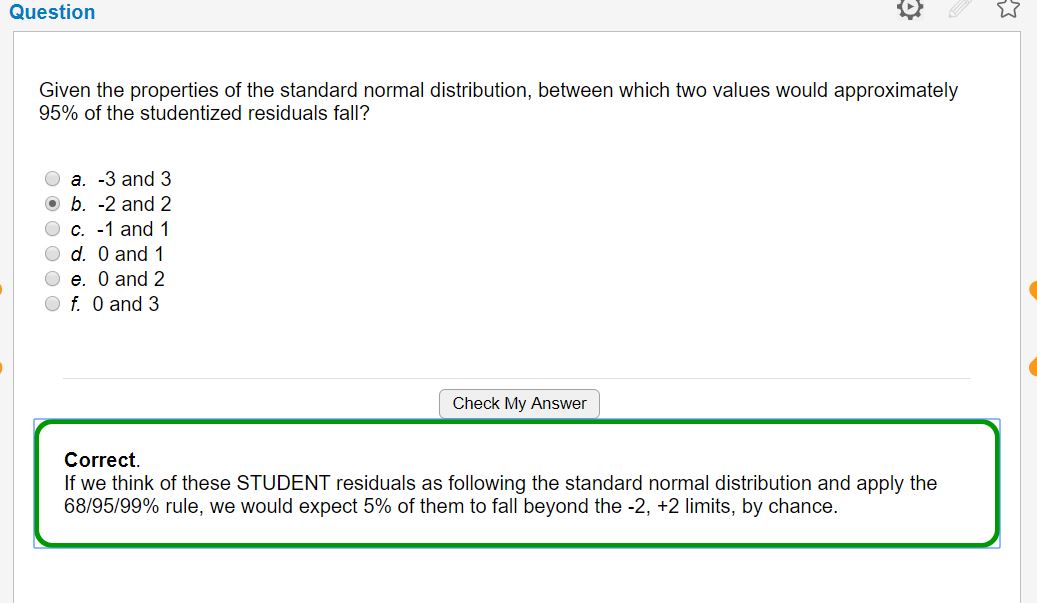 Question
Given the properties of the standard normal distribution, between which two values would approximately
95% of the studentized residuals fall?
a. -3 and 3
b. -2 and 2
c. -1 and 1
d. 0 and 1
e. 0 and 2
f. 0 and 3
Check My Answer
Correct.
If we think of these STUDENT residuals as following the standard normal distribution and apply the
68/95/99% rule, we would expect 5% of them to fall beyond the -2, +2 limits, by chance.